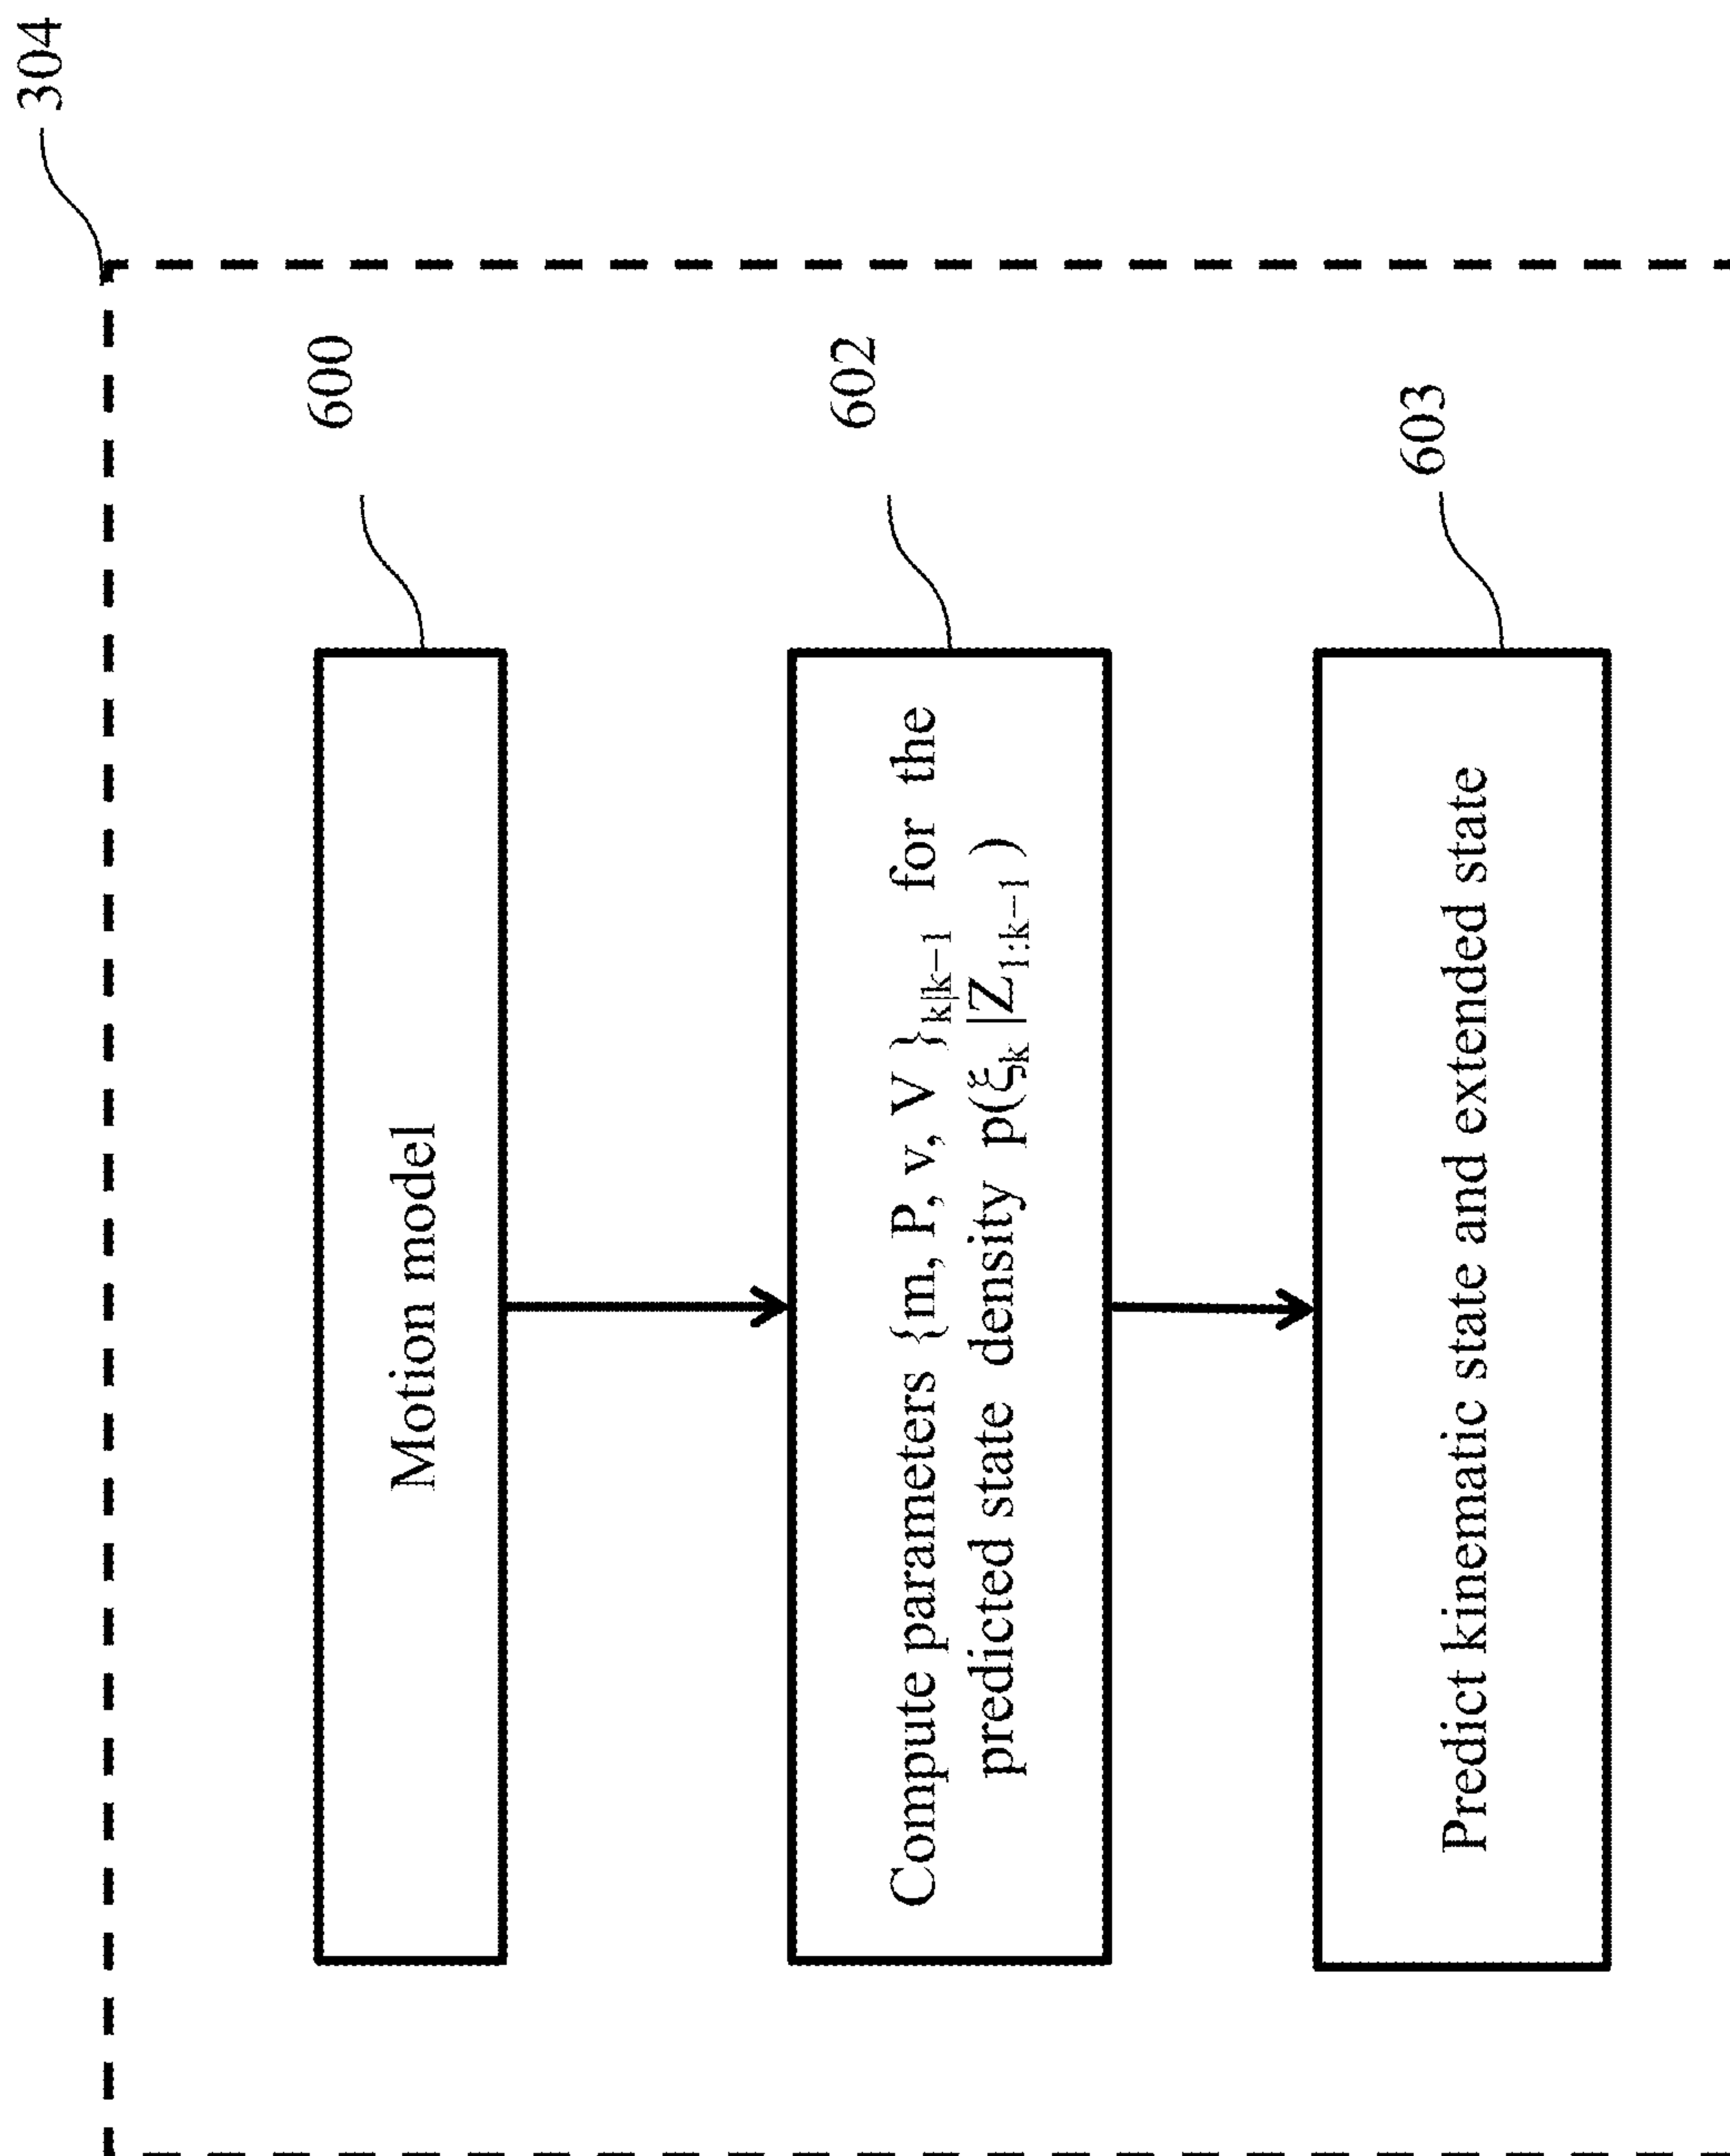 304
600
Motion model
602
Compute parameters {m, P, v, V }k|k−1 for the
predicted state density p(ξk |Z1:k−1 )
603
Predict kinematic state and extended state